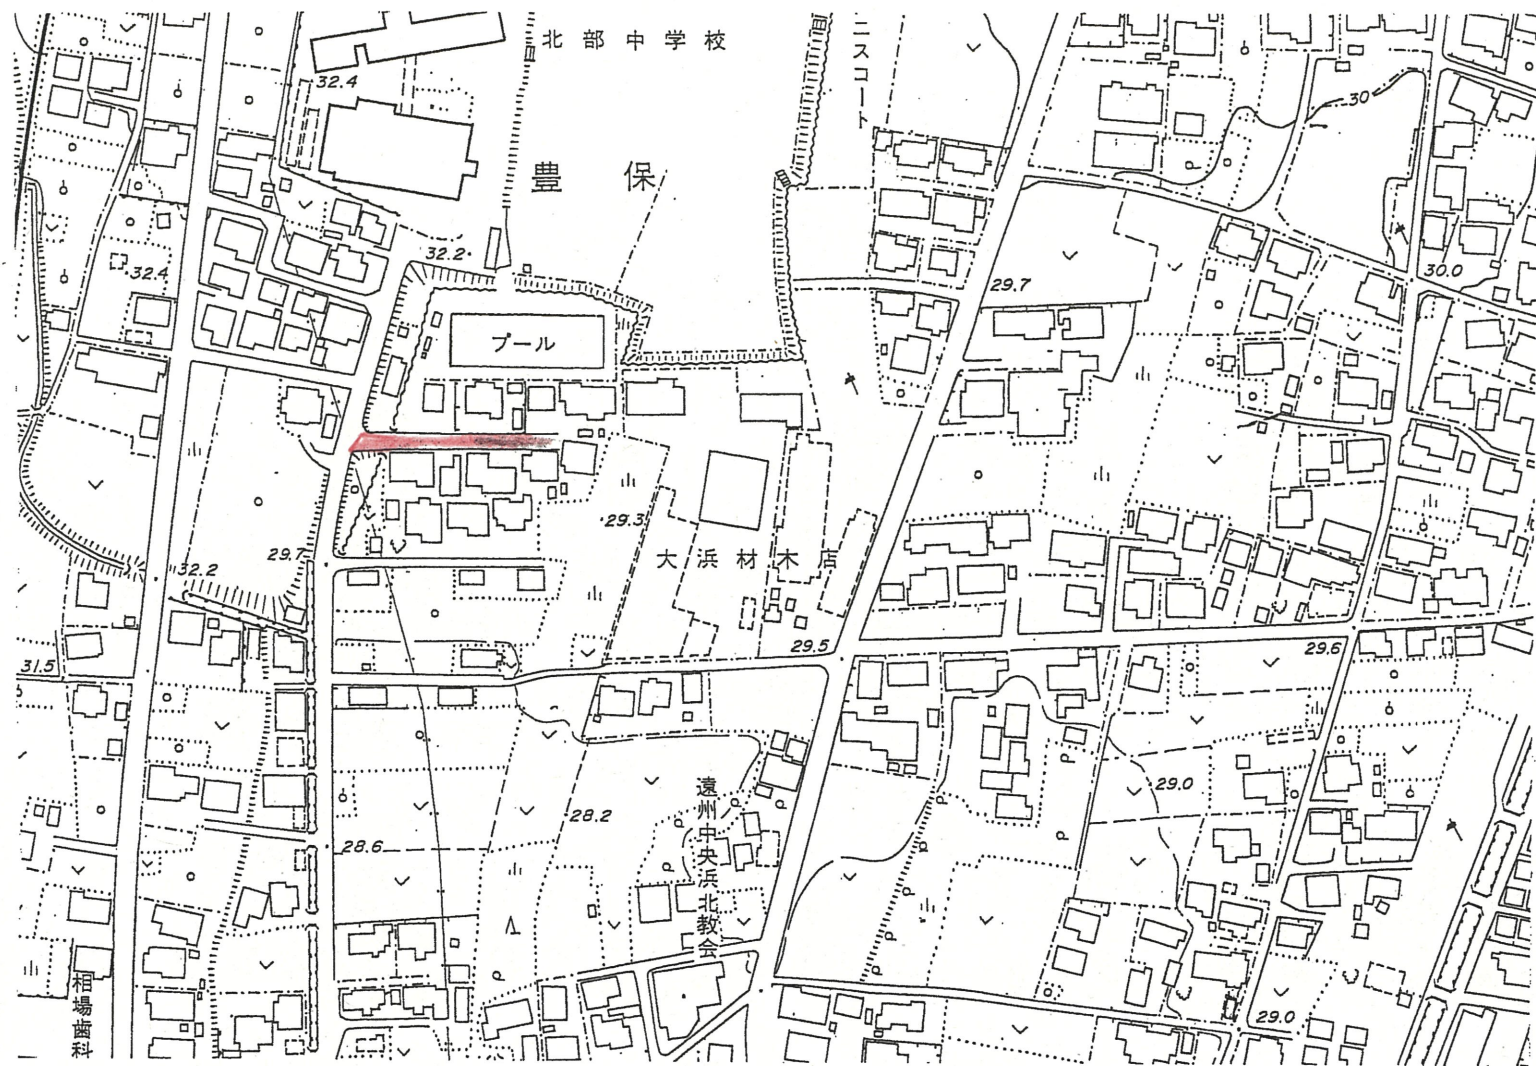 北部中学校
ニスコート
32.4
30
豊保
32.2
32.4
30.0
29.7
プール
29.3
29.7
32.2
大浜材木店
29.5
29.6
31.5
遠州中央浜北教会
29.0
28.2
28.6
相場歯科
29.0